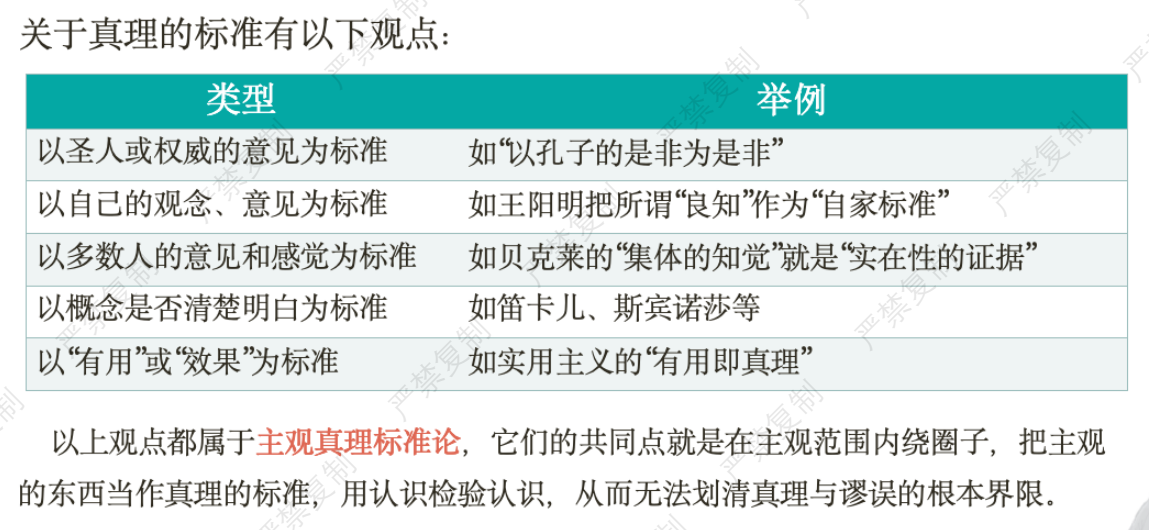 关于真理的标准有以下观点：
类型 举例
以圣人或权威的意见为标准 如“以孔子的是非为是非”
以自己的观念、意见为标准 如王阳明把所谓“良知”作为“自家标准”
以多数人的意见和感觉为标准 如贝克莱的“集体的知觉”就是“实在性的证据”
以概念是否清楚明白为标准 如笛卡儿、斯宾诺莎等
以“有用”或“效果”为标准 如实用主义的“有用即真理”
以上观点都属于主观真理标准论，它们的共同点就是在主观范围内绕圈子，把主观
的东西当作真理的标准，用认识检验认识，从而无法划清真理与谬误的根本界限。
严禁复制
严禁复制
严禁复制
严禁复制
严禁复制
严禁复制
严禁复制
严禁复制
严禁复制
严禁复制
严禁复制